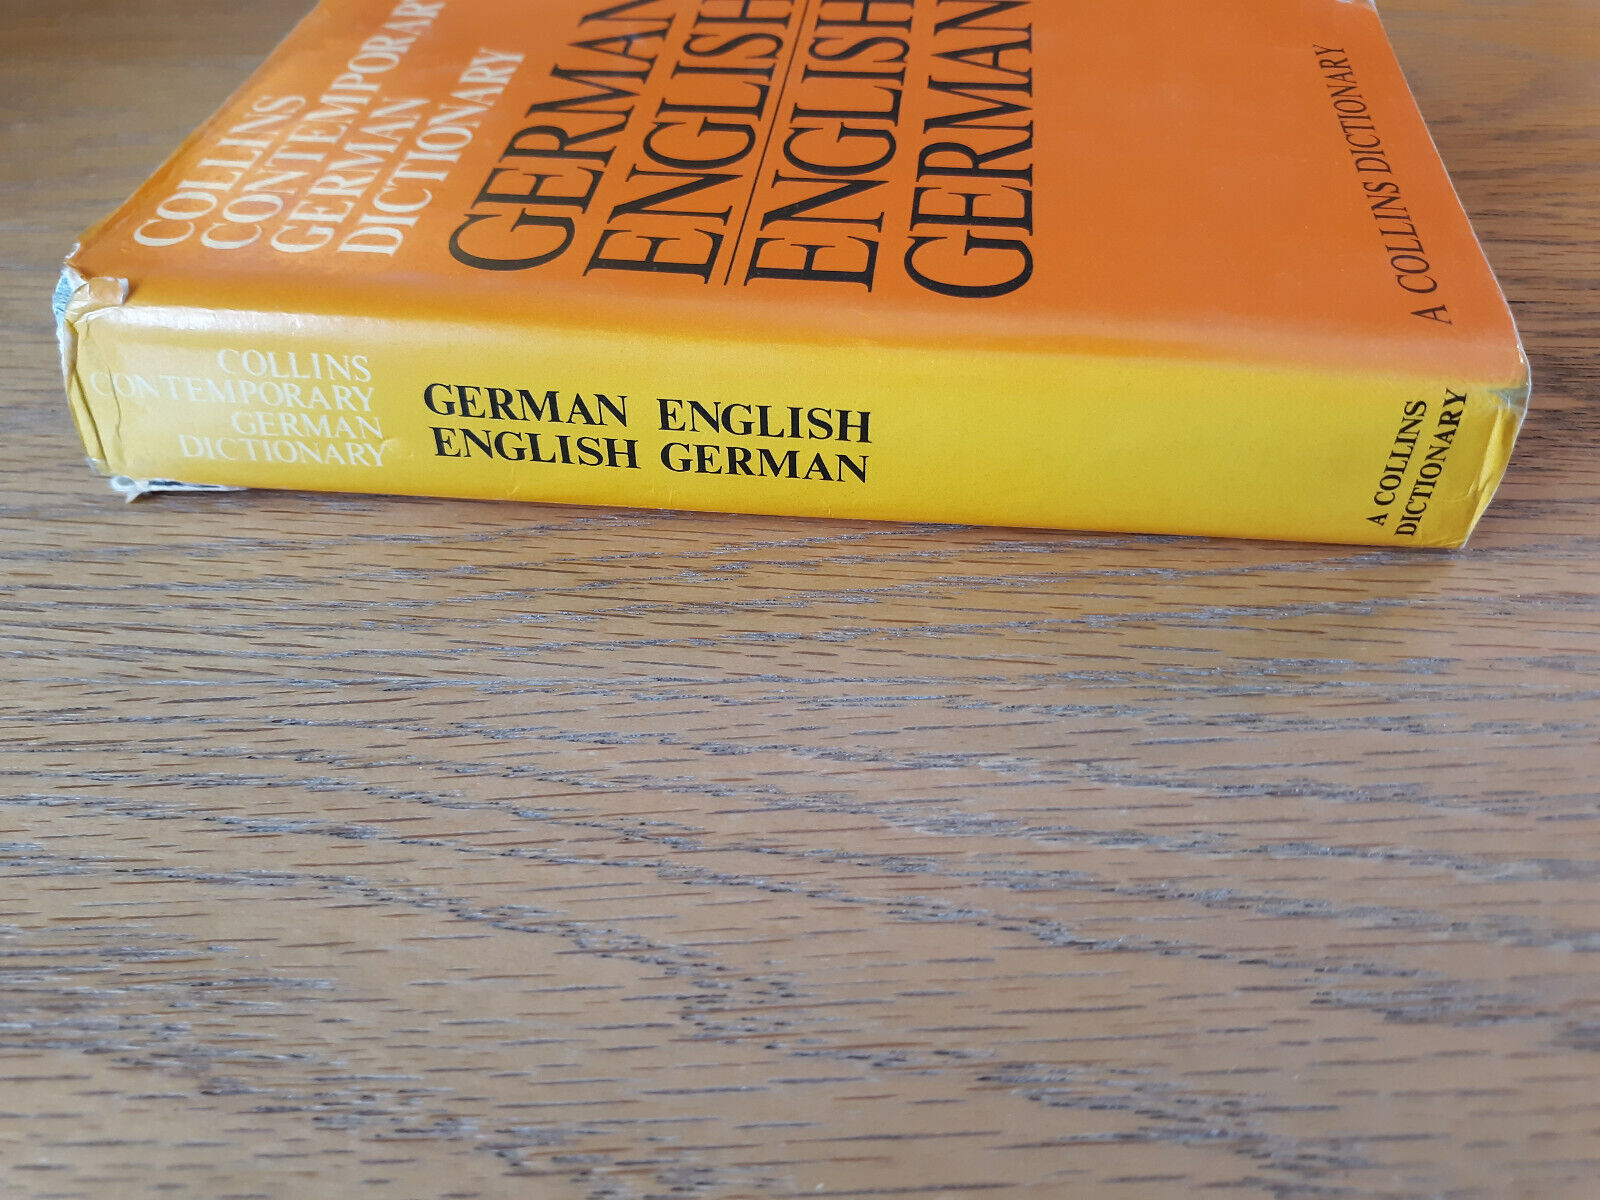 COLLINS
CONTEMPORARY
GERMAN
DICTIONARY
GERMAN
ENGLISH
ENGLISH
GERMAN
A COLLINS DICTIONARY
COLLINS
CONTEMPORARY
GERMAN
DICTIONARY
GERMAN ENGLISH
ENGLISH GERMAN
A COLLINS
DICTIONARY